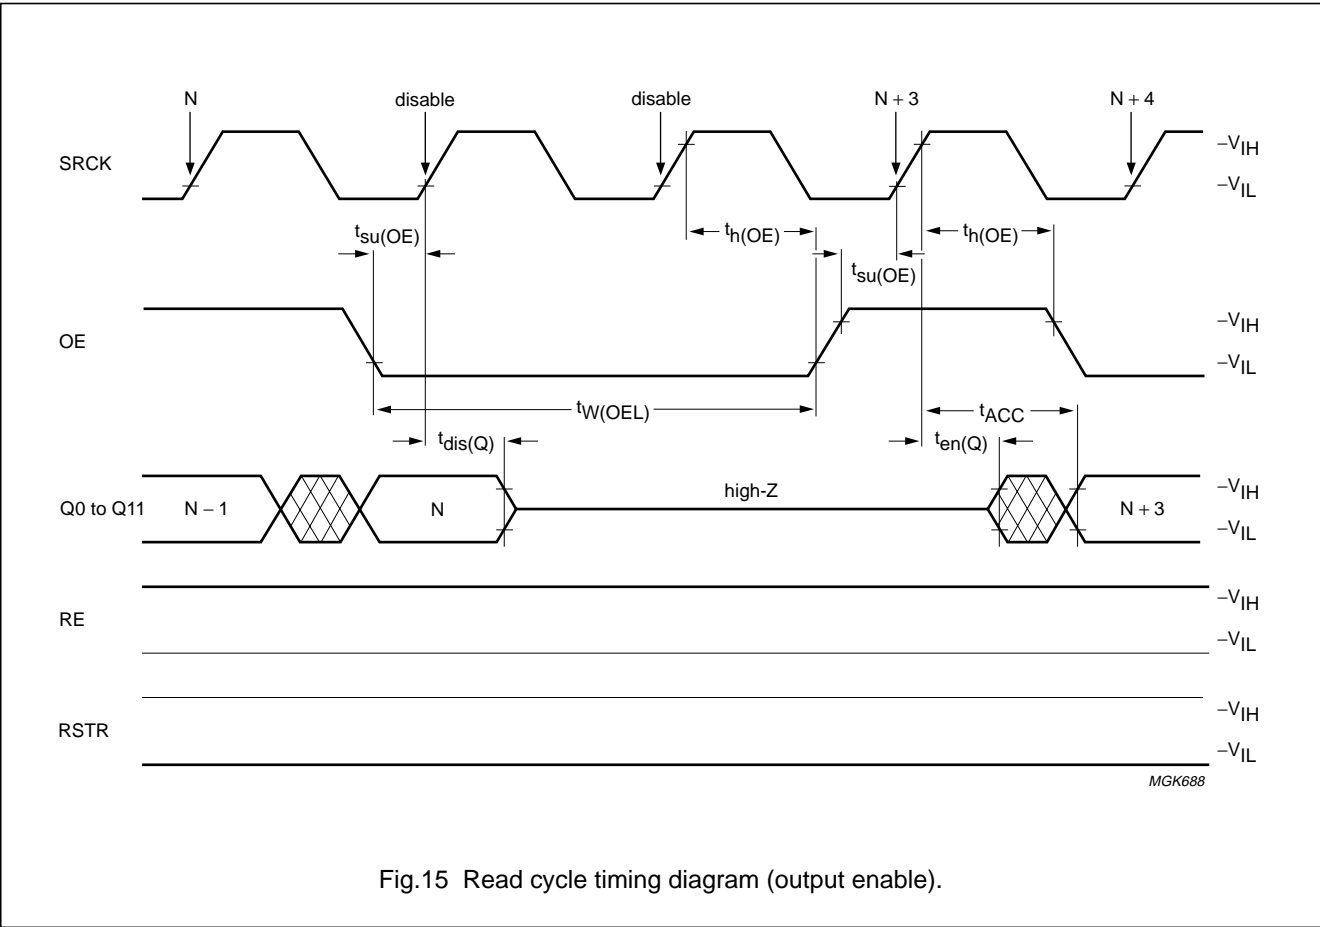 N disable disable N + 3 N + 4
SRCK
–VIH
–VIL
tsu(OE)
th(OE)
th(OE)
tsu(OE)
OE
–VIH
–VIL
tW(OEL)
tACC
tdis(Q)
ten(Q)
Q0 to Q11 N – 1 N high-Z N + 3
–VIH
–VIL
RE
–VIH
–VIL
RSTR
–VIH
–VIL
MGK688
Fig.15 Read cycle timing diagram (output enable).